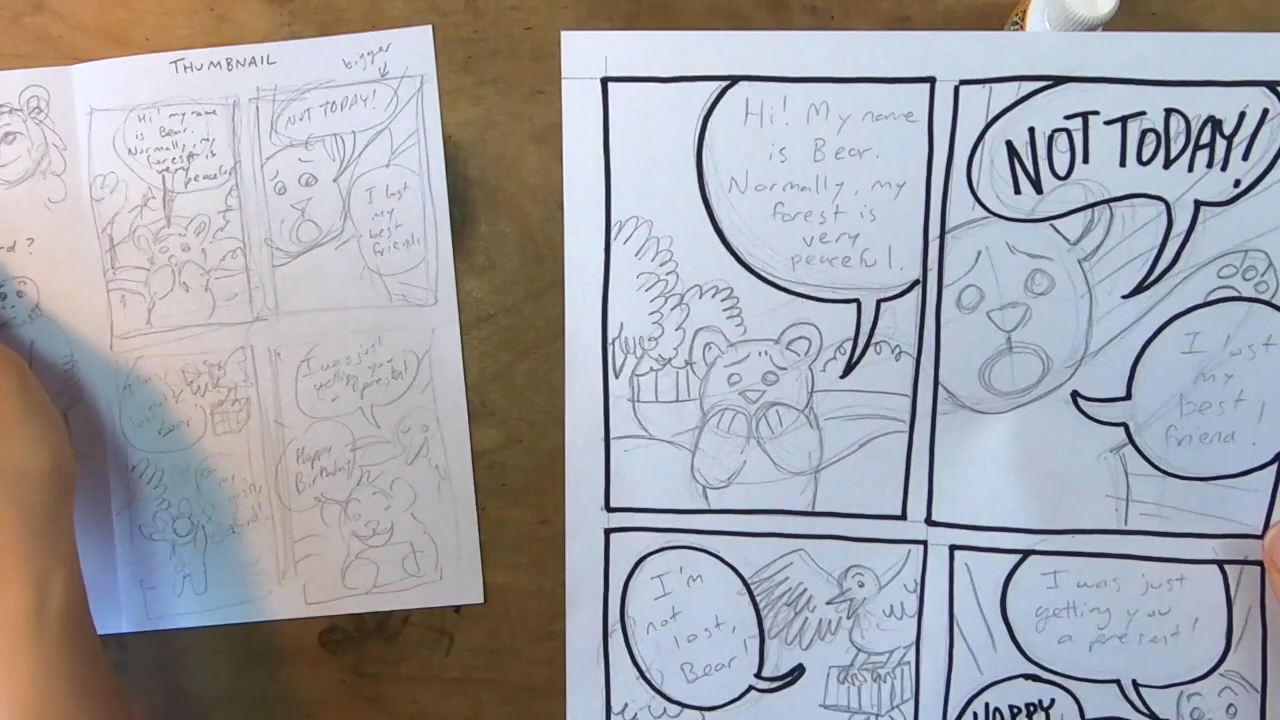 THUMBNAIL
bigger
Hi! my name
is Bear.
Normally, my
forest is
very
peaceful
NOT TODAY!
I lost
my
best
friend.
I was just
getting you
a present
Happy
Birthday
Hi! My name
is Bear.
Normally, my
forest is
very
peaceful.
NOT TODAY!
I lost
my
best
friend!
I'm
not
lost,
Bear!
I was just
getting you
a present!
HAPPY